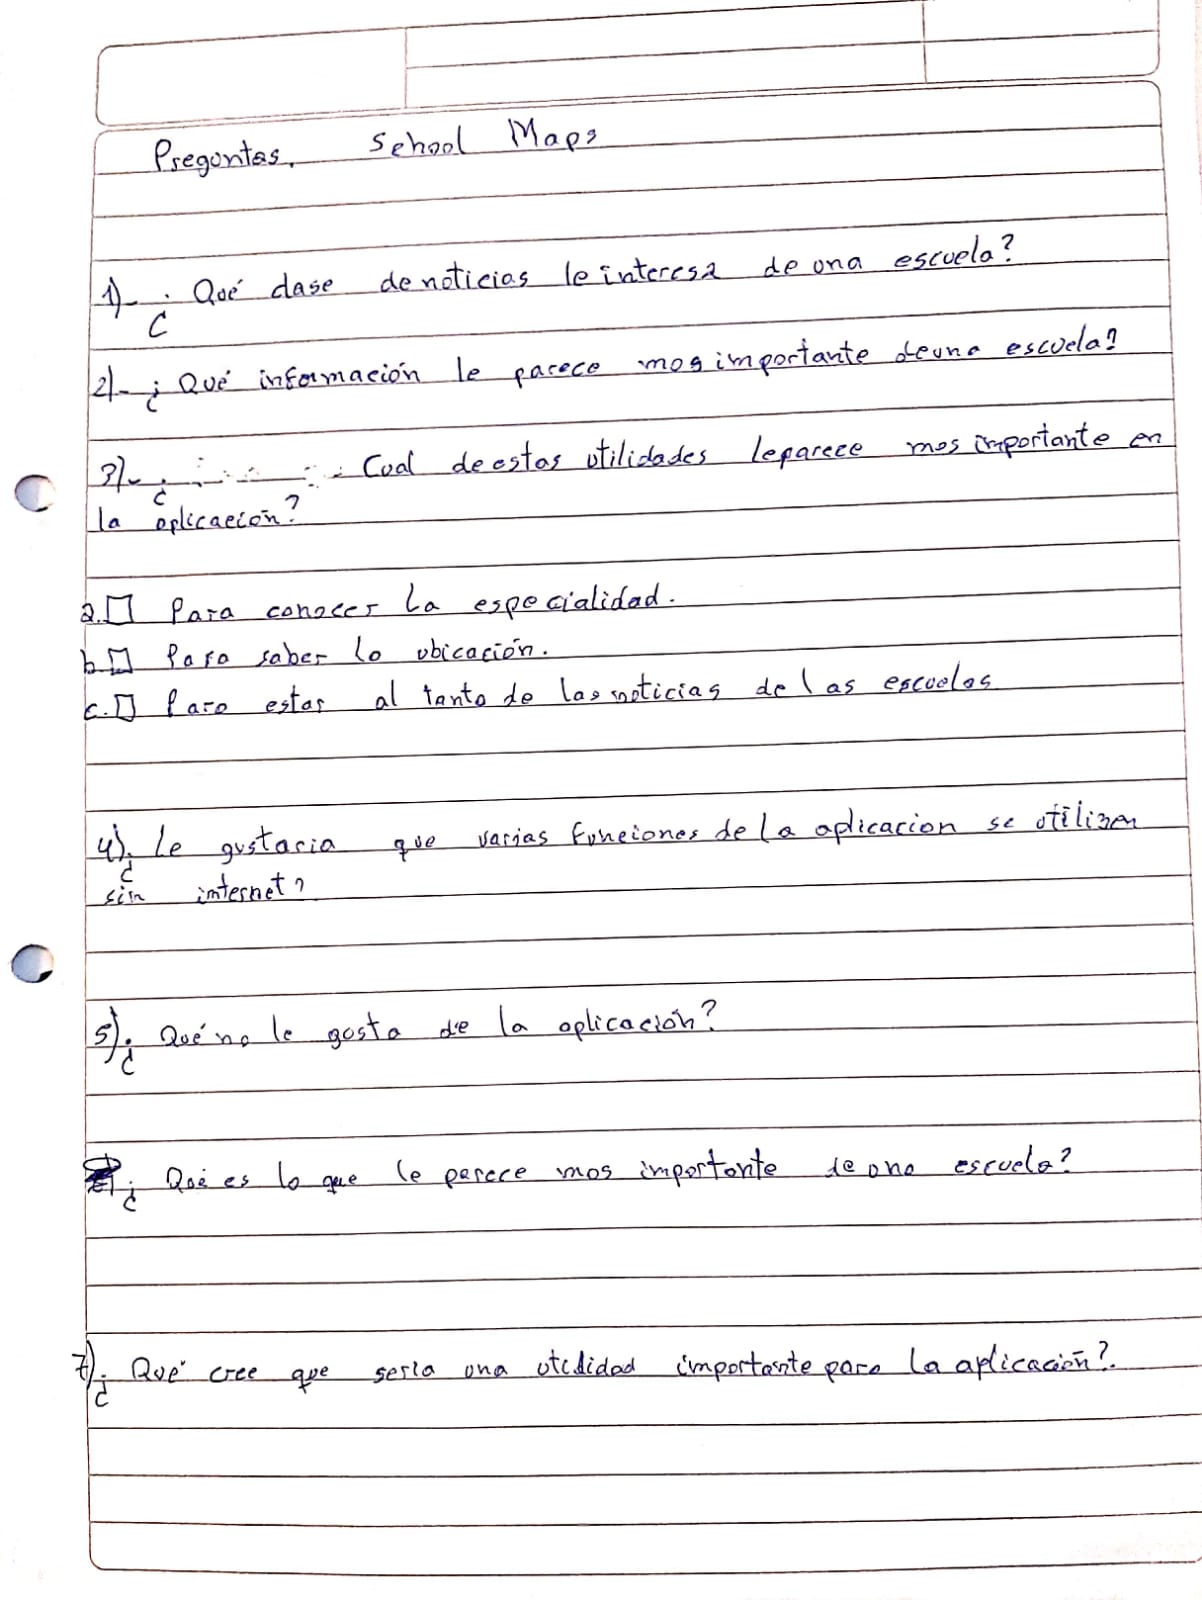 Preguntas. School Maps
1)- ¿Qué clase de noticias le interesa de una escuela?
2)- ¿Qué información le parece mas importante de una escuela?
3)- ¿ Cual de estas utilidades le parece mas importante en
la aplicación?
a. □ Para conocer la especialidad.
b. □ Para saber la ubicación.
c. □ Para estar al tanto de las noticias de las escuelas
4). ¿Le gustaria que varias funciones de la aplicacion se utilizen
sin internet?
5). ¿Qué no le gusta de la aplicación?
¿Qué es lo que le parece mas importante de una escuela?
7). ¿Qué cree que seria una utilidad importante para la aplicación?.